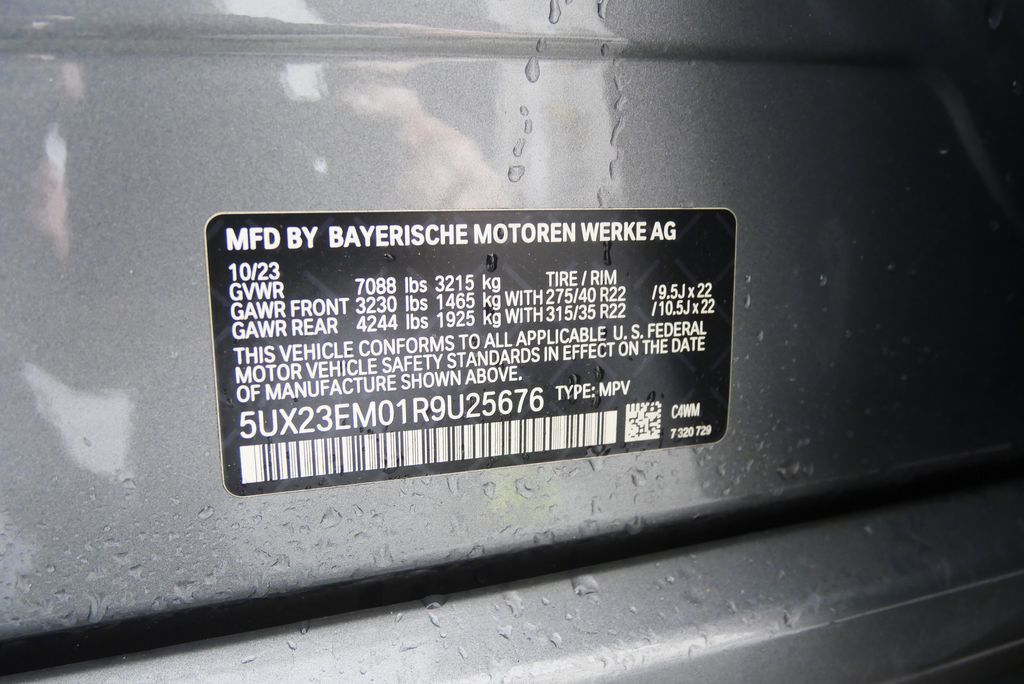 MFD BY BAYERISCHE MOTOREN WERKE AG
10/23 TIRE / RIM
GVWR 7088 lbs 3215 kg
GAWR FRONT 3230 lbs 1465 kg WITH 275/40 R22 /9.5J x 22
GAWR REAR 4244 lbs 1925 kg WITH 315/35 R22 /10.5J x 22
THIS VEHICLE CONFORMS TO ALL APPLICABLE U.S. FEDERAL
MOTOR VEHICLE SAFETY STANDARDS IN EFFECT ON THE DATE
OF MANUFACTURE SHOWN ABOVE.
5UX23EM01R9U25676 TYPE: MPV
C4WM
7 320 729